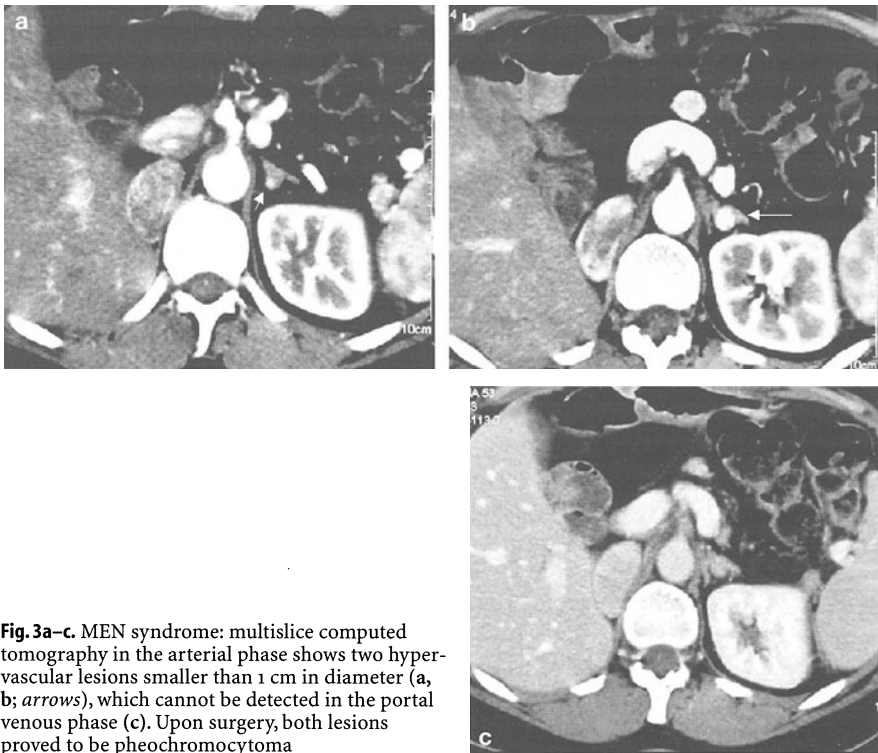 a
4 b
10cm
10cm
A 53
S
113.0
c
1
Fig. 3a–c. MEN syndrome: multislice computed
tomography in the arterial phase shows two hyper-
vascular lesions smaller than 1 cm in diameter (a,
b; arrows), which cannot be detected in the portal
venous phase (c). Upon surgery, both lesions
proved to be pheochromocytoma